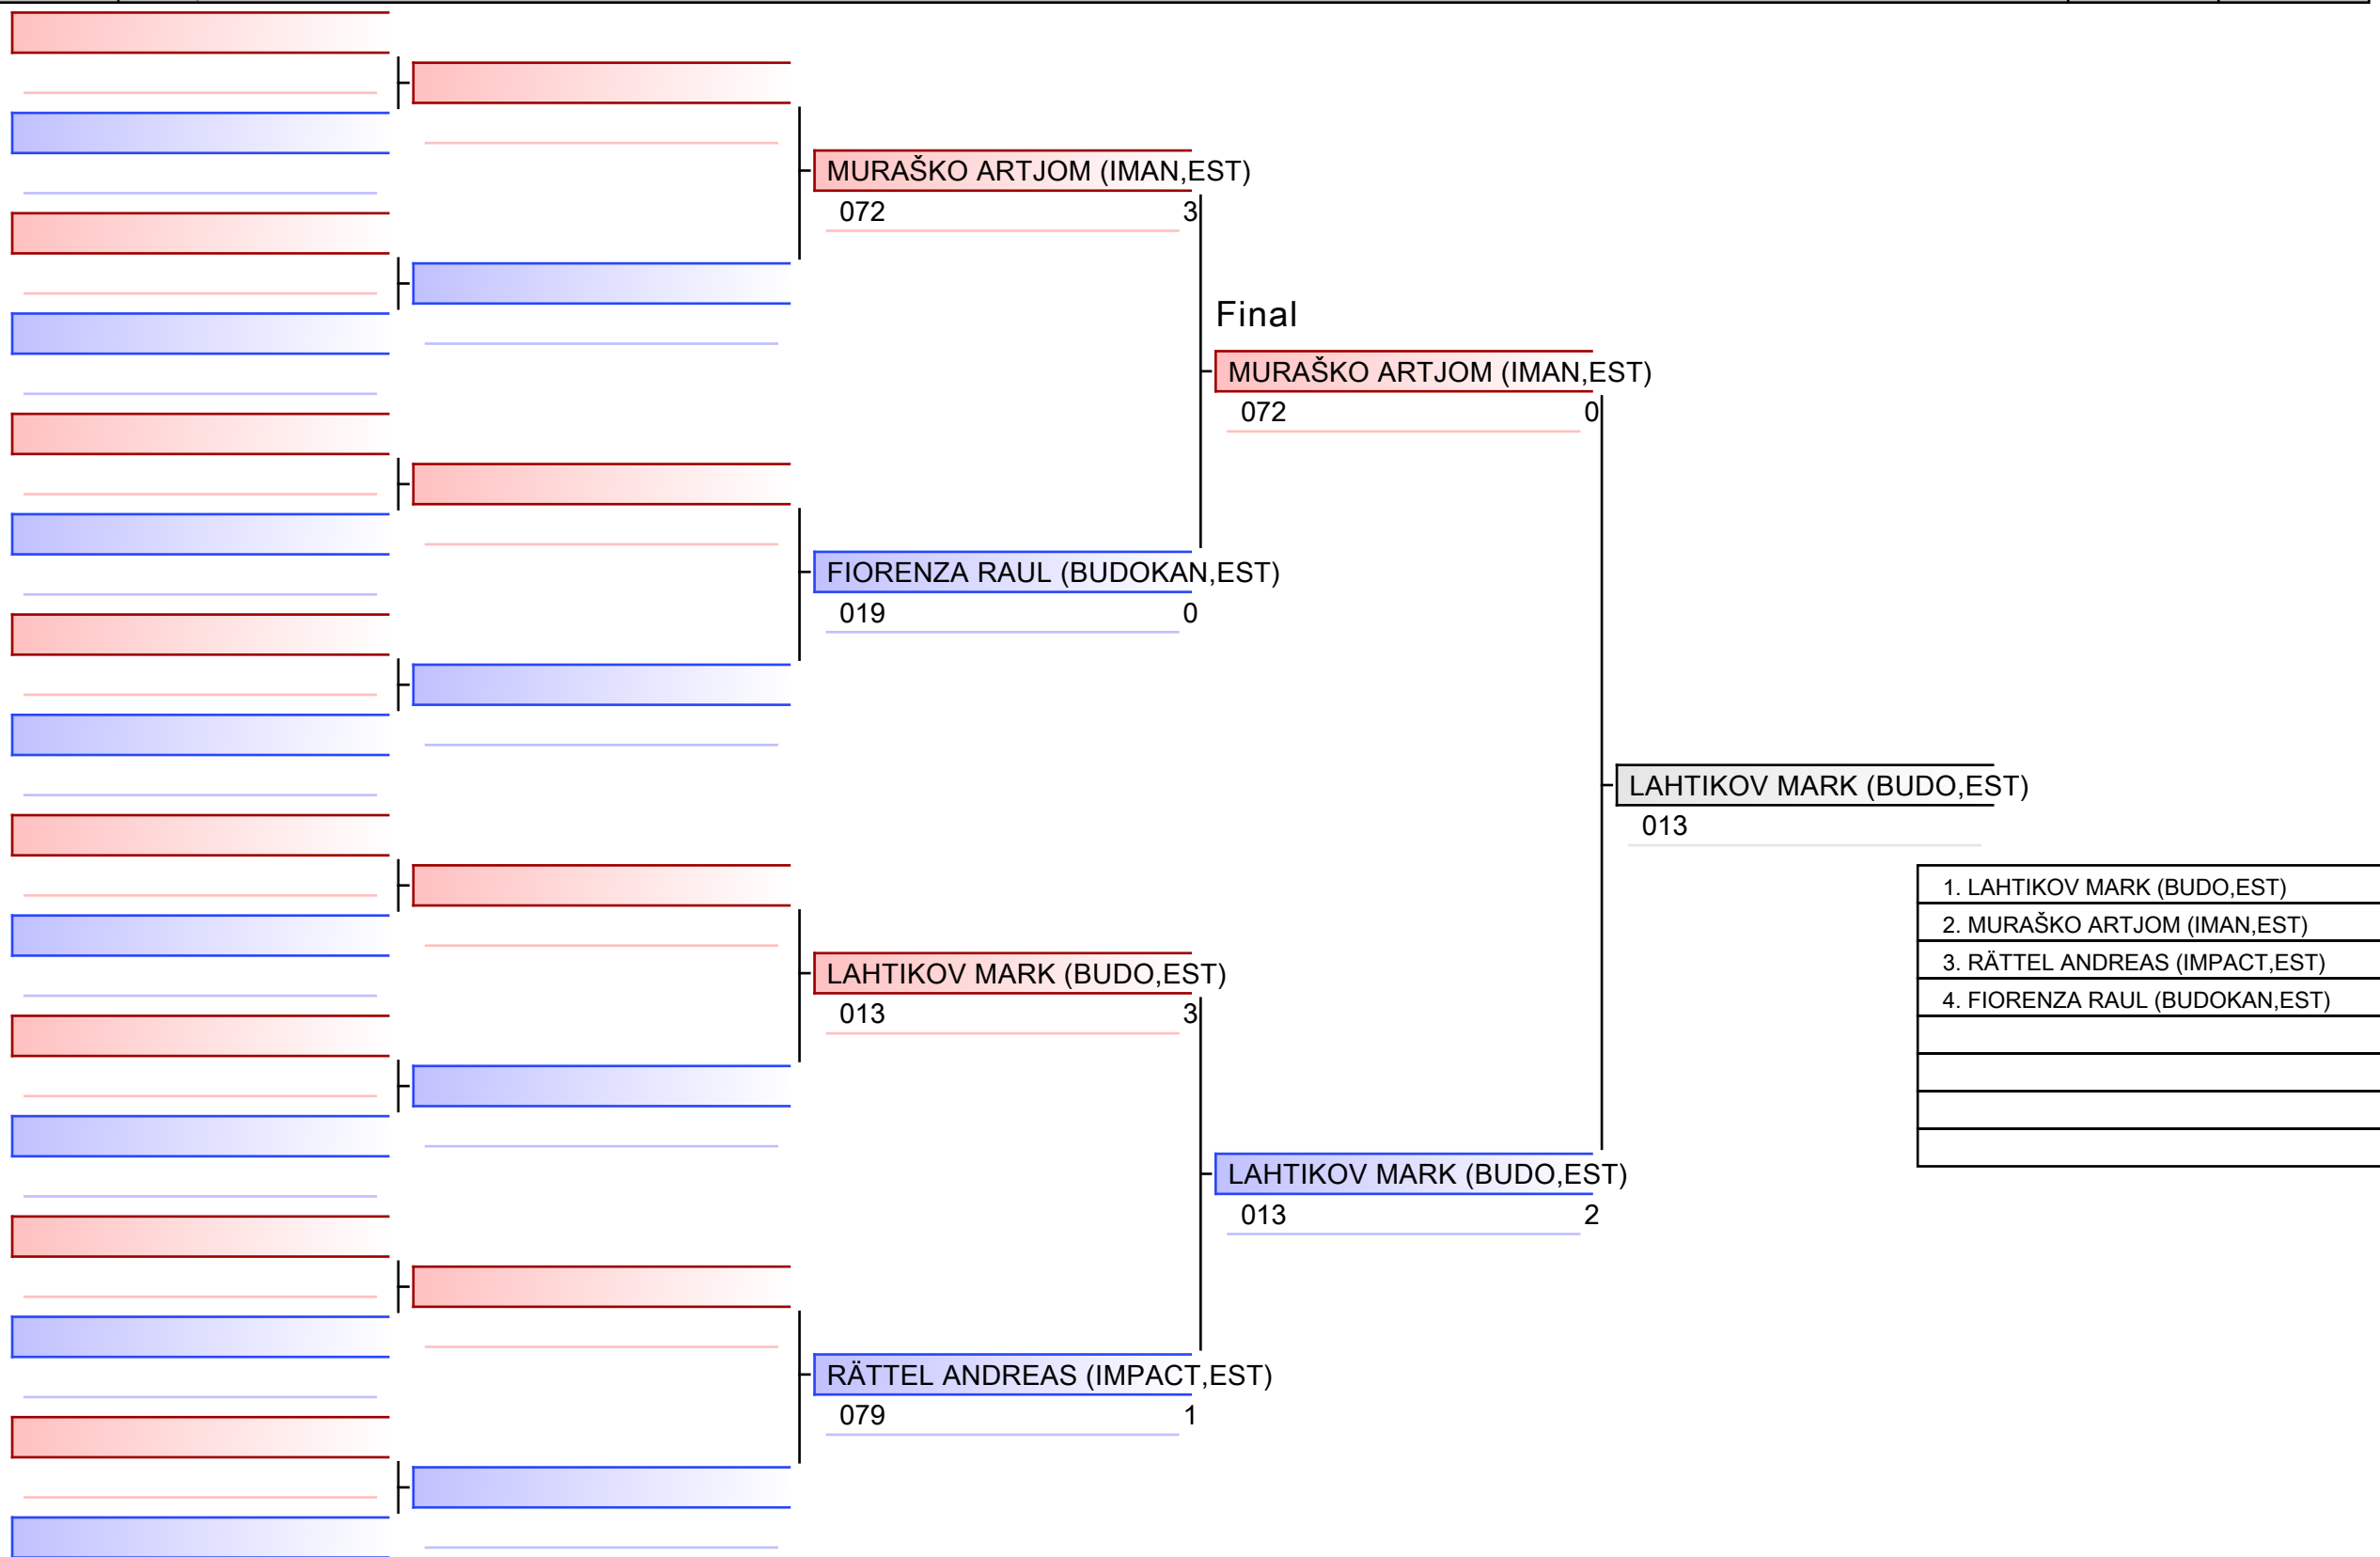 MURAŠKO ARTJOM (IMAN,EST)
072 3
Final
MURAŠKO ARTJOM (IMAN,EST)
072 0
FIORENZA RAUL (BUDOKAN,EST)
019 0
LAHTIKOV MARK (BUDO,EST)
013
1. LAHTIKOV MARK (BUDO,EST)
2. MURAŠKO ARTJOM (IMAN,EST)
3. RÄTTEL ANDREAS (IMPACT,EST)
4. FIORENZA RAUL (BUDOKAN,EST)
LAHTIKOV MARK (BUDO,EST)
013 3
LAHTIKOV MARK (BUDO,EST)
013 2
RÄTTEL ANDREAS (IMPACT,EST)
079 1